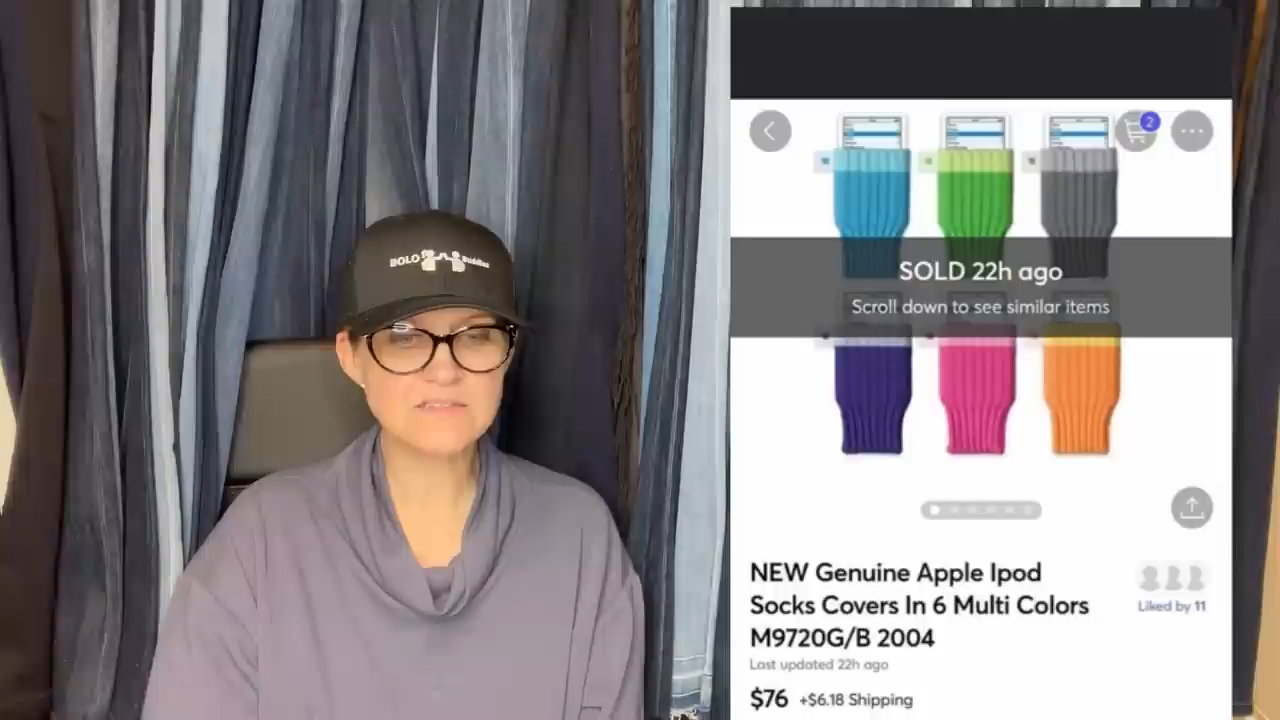 BOLO Buddies
2
SOLD 22h ago
Scroll down to see similar items
NEW Genuine Apple Ipod
Socks Covers In 6 Multi Colors
M9720G/B 2004
Liked by 11
Last updated 22h ago
$76 +$6.18 Shipping